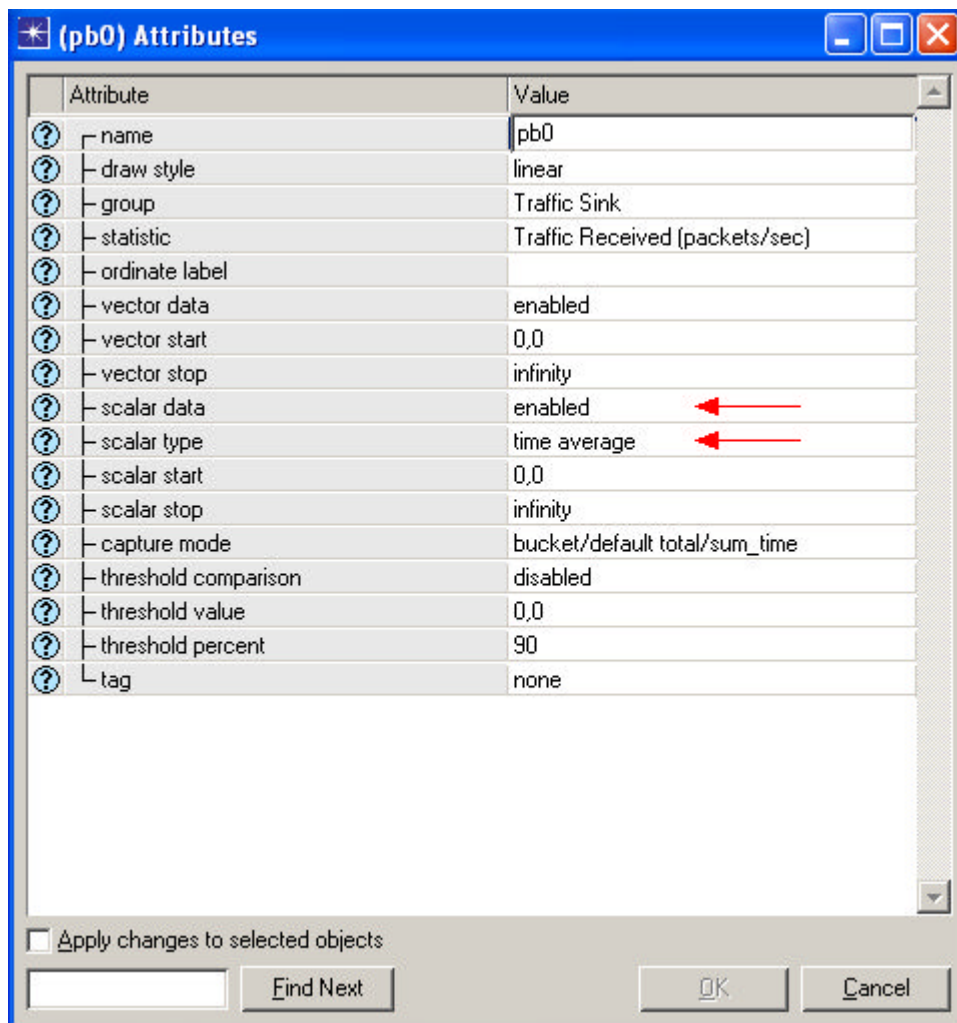 (pb0) Attributes
Attribute Value
? name pb0
? draw style linear
? group Traffic Sink
? statistic Traffic Received (packets/sec)
? ordinate label
? vector data enabled
? vector start 0,0
? vector stop infinity
? scalar data enabled
? scalar type time average
? scalar start 0,0
? scalar stop infinity
? capture mode bucket/default total/sum_time
? threshold comparison disabled
? threshold value 0,0
? threshold percent 90
? tag none
Apply changes to selected objects
Find Next OK Cancel